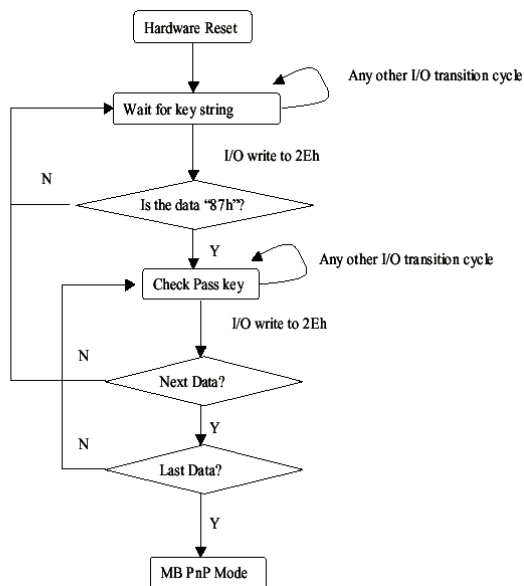 Hardware Reset
Any other I/O transition cycle
Wait for key string
I/O write to 2Eh
N
Is the data “87h”?
Y
Any other I/O transition cycle
Check Pass key
I/O write to 2Eh
N
Next Data?
Y
N
Last Data?
Y
MB PnP Mode